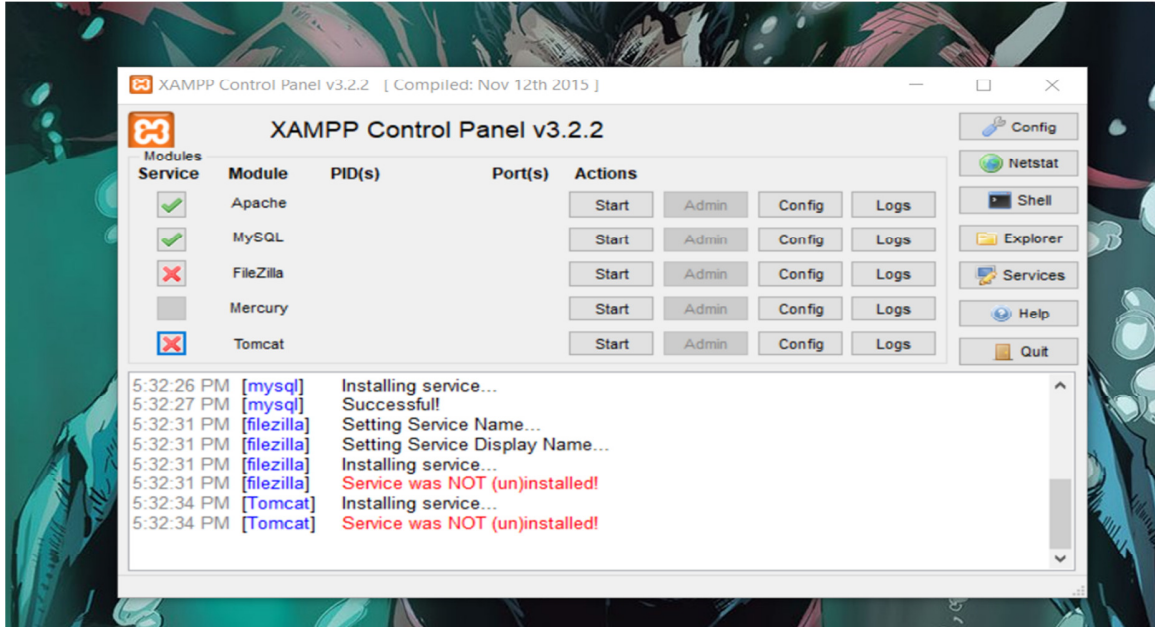 XAMPP Control Panel v3.2.2 [ Compiled: Nov 12th 2015 ]
XAMPP Control Panel v3.2.2
Config
Modules
Service Module PID(s) Port(s) Actions
Netstat
Apache Start Admin Config Logs
Shell
MySQL Start Admin Config Logs
Explorer
FileZilla Start Admin Config Logs
Services
Mercury Start Admin Config Logs
Help
Tomcat Start Admin Config Logs
Quit
5:32:26 PM [mysql] Installing service...
5:32:27 PM [mysql] Successful!
5:32:31 PM [filezilla] Setting Service Name...
5:32:31 PM [filezilla] Setting Service Display Name...
5:32:31 PM [filezilla] Installing service...
5:32:31 PM [filezilla] Service was NOT (un)installed!
5:32:34 PM [Tomcat] Installing service...
5:32:34 PM [Tomcat] Service was NOT (un)installed!